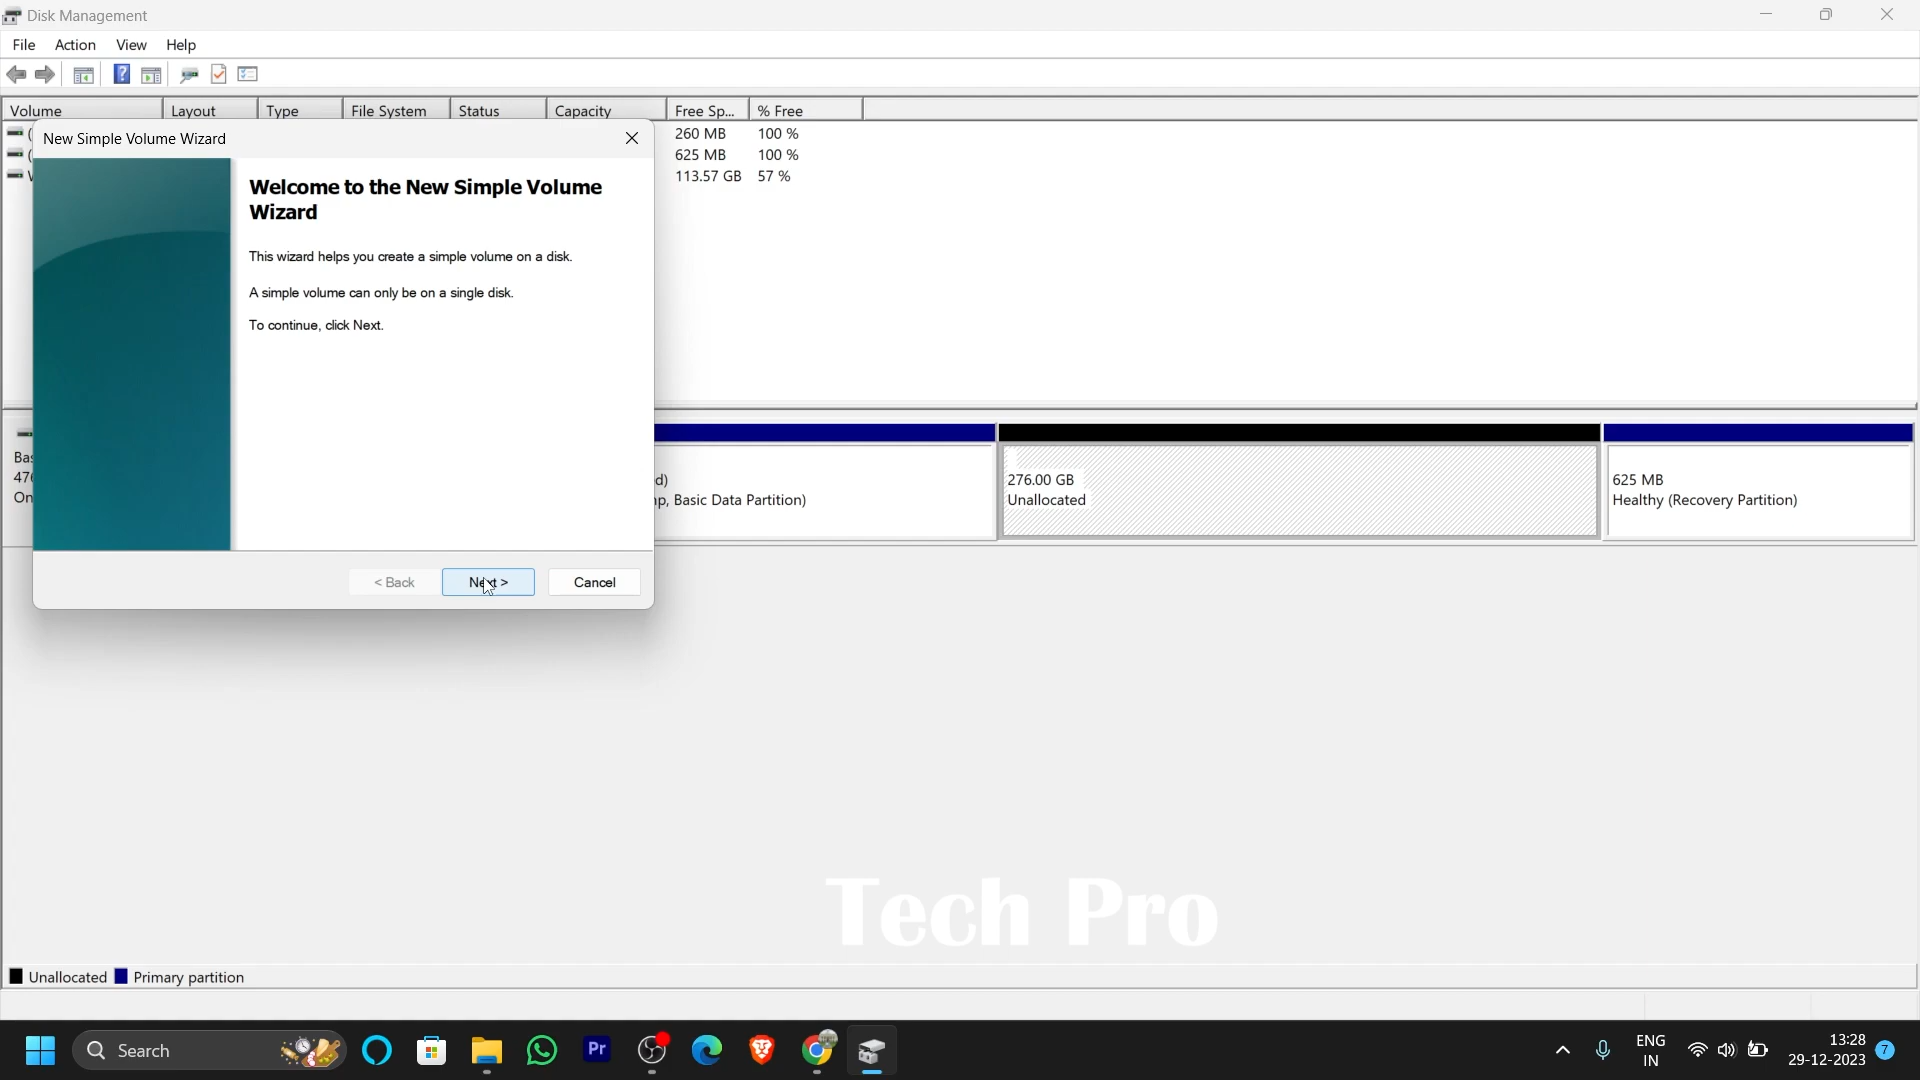 Disk Management
File Action View Help
Volume Layout Type File System Status Capacity Free Sp... % Free
260 MB 100 %
625 MB 100 %
113.57 GB 57 %
New Simple Volume Wizard
Welcome to the New Simple Volume
Wizard
This wizard helps you create a simple volume on a disk.
A simple volume can only be on a single disk.
To continue, click Next.
< Back Next > Cancel
Bas
476
On
d)
p, Basic Data Partition)
276.00 GB
Unallocated
625 MB
Healthy (Recovery Partition)
Tech Pro
Unallocated Primary partition
Search
Pr
ENG
IN
13:28
29-12-2023
7